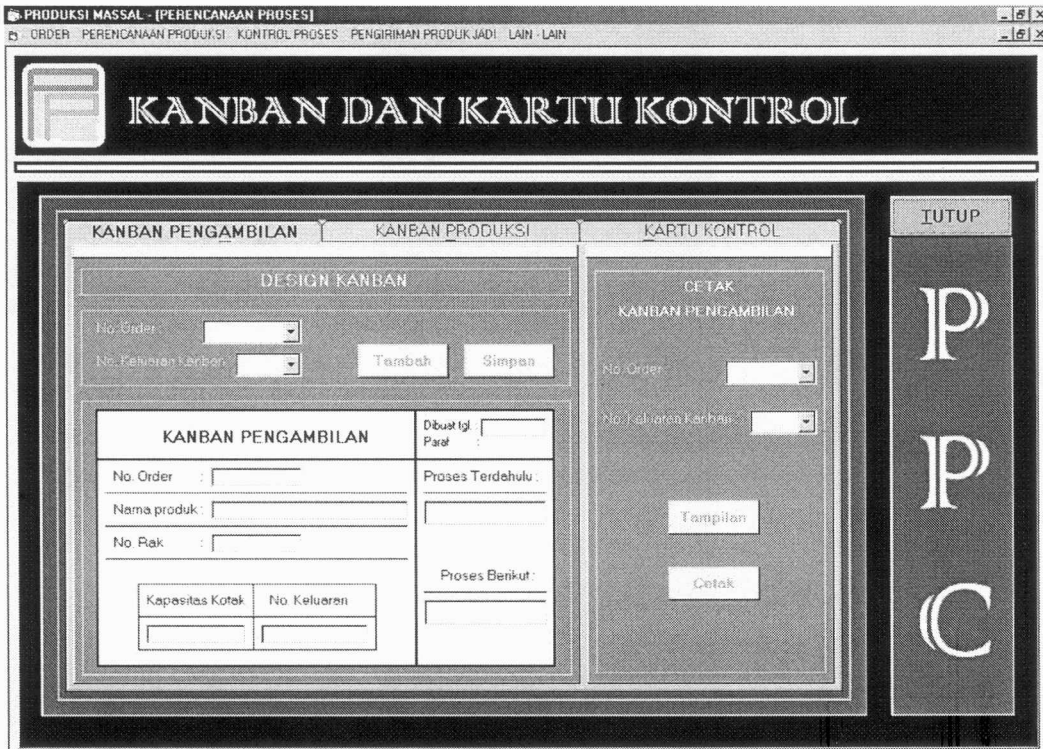 PRODUKSI MASSAL - [PERENCANAAN PROSES]
ORDER PERENCANAAN PRODUKSI KONTROL PROSES PENGIRIMAN PRODUK JADI LAIN - LAIN
KANBAN DAN KARTU KONTROL
KANBAN PENGAMBILAN KANBAN PRODUKSI KARTU KONTROL
TUTUP
DESIGN KANBAN
No. Order :
No. Keluaran Kanban
Tambah Simpan
KANBAN PENGAMBILAN
Dibuat tgl. :
Paraf :
No. Order :
Nama produk :
No. Rak :
Kapasitas Kotak No. Keluaran
Proses Terdahulu :
Proses Berikut :
CETAK
KANBAN PENGAMBILAN
No. Order
No. Keluaran Kanban :
Tampilan
Cetak
P
P
C